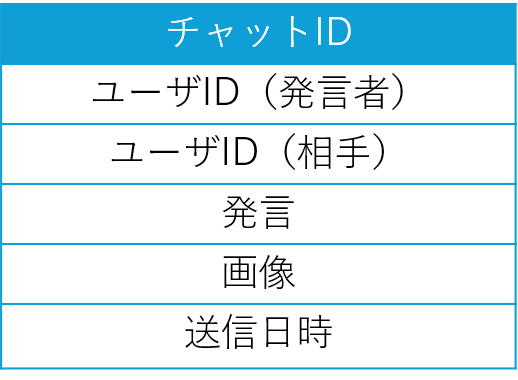 チャットID
ユーザID（発言者）
ユーザID（相手）
発言
画像
送信日時